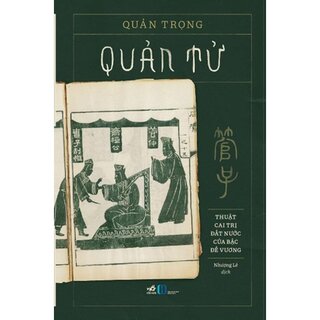 QUẢN TRỌNG
QUẢN TỬ
管子
THUẬT
CAI TRỊ
ĐẤT NƯỚC
CỦA BẬC
ĐẾ VƯƠNG
Nhượng Lê
dịch